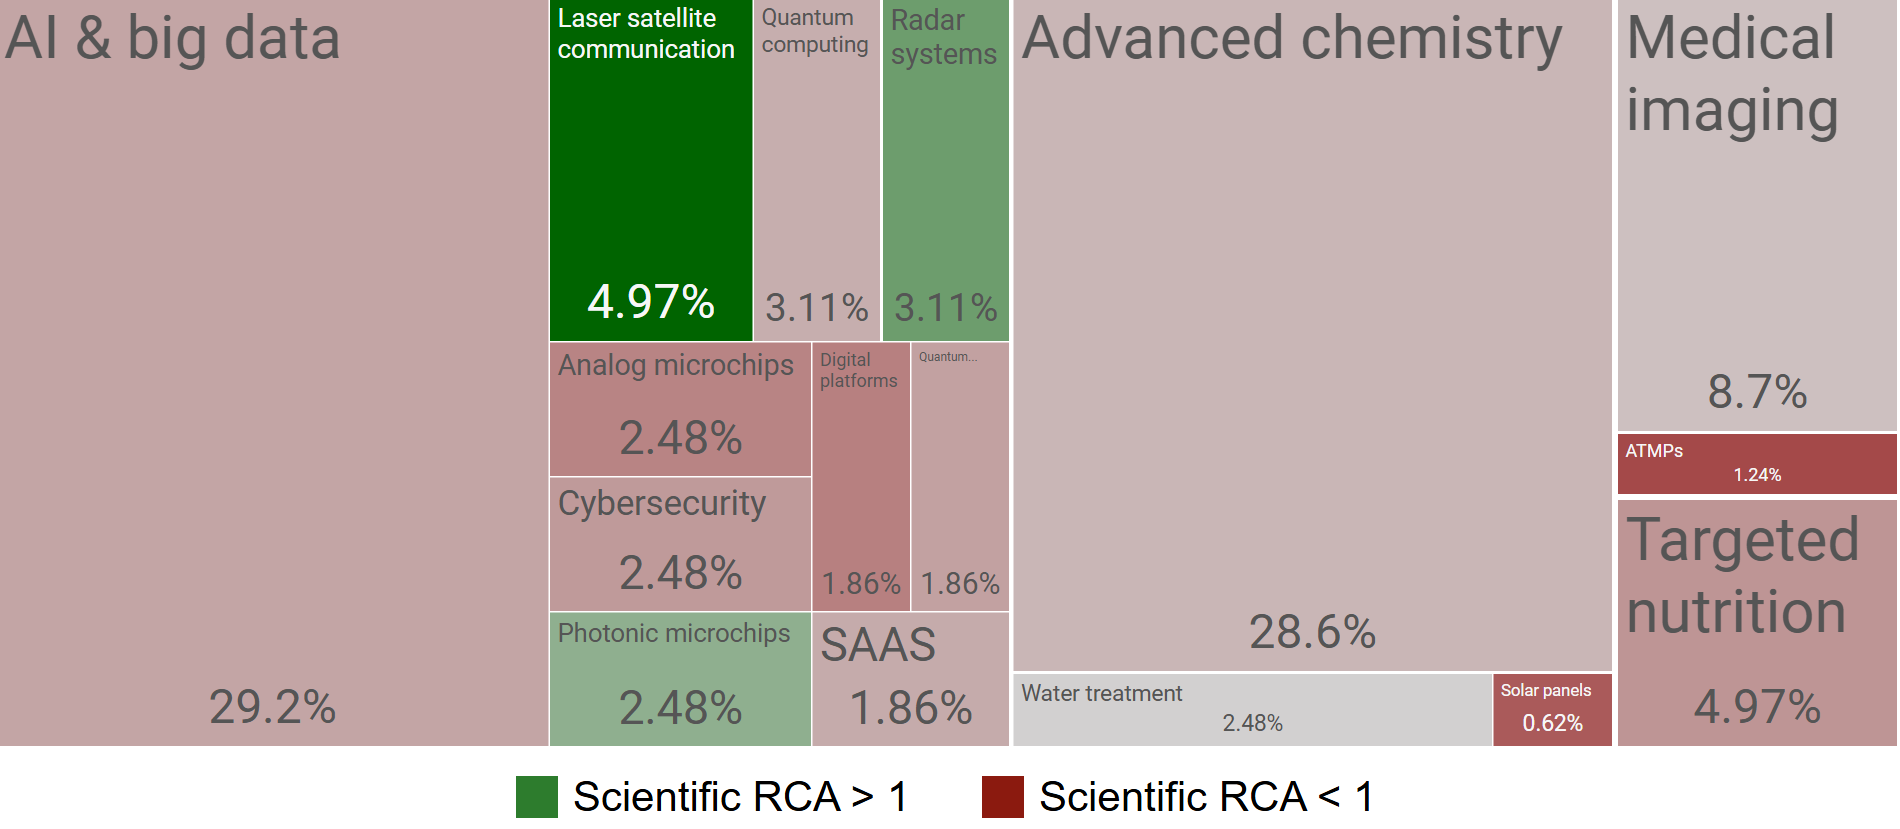 AI & big data
29.2%
Laser satellite
communication
4.97%
Quantum
computing
3.11%
Radar
systems
3.11%
Analog microchips
2.48%
Cybersecurity
2.48%
Photonic microchips
2.48%
Digital
platforms
1.86%
Quantum...
1.86%
SAAS
1.86%
Advanced chemistry
28.6%
Water treatment
2.48%
Solar panels
0.62%
Medical
imaging
8.7%
ATMPs
1.24%
Targeted
nutrition
4.97%
Scientific RCA > 1
Scientific RCA < 1